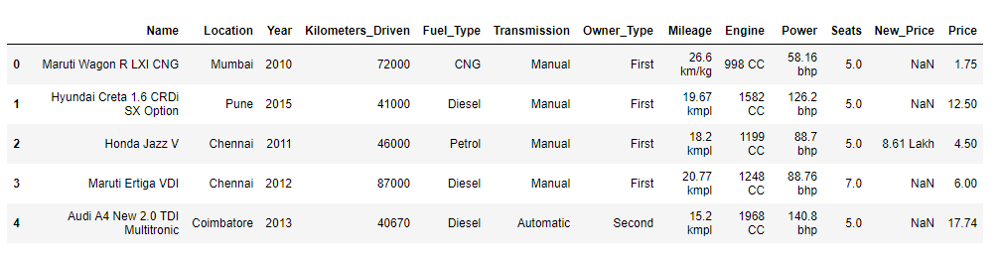 Name Location Year Kilometers_Driven Fuel_Type Transmission Owner_Type Mileage Engine Power Seats New_Price Price
0 Maruti Wagon R LXI CNG Mumbai 2010 72000 CNG Manual First 26.6 km/kg 998 CC 58.16 bhp 5.0 NaN 1.75
1 Hyundai Creta 1.6 CRDi SX Option Pune 2015 41000 Diesel Manual First 19.67 kmpl 1582 CC 126.2 bhp 5.0 NaN 12.50
2 Honda Jazz V Chennai 2011 46000 Petrol Manual First 18.2 kmpl 1199 CC 88.7 bhp 5.0 8.61 Lakh 4.50
3 Maruti Ertiga VDI Chennai 2012 87000 Diesel Manual First 20.77 kmpl 1248 CC 88.76 bhp 7.0 NaN 6.00
4 Audi A4 New 2.0 TDI Multitronic Coimbatore 2013 40670 Diesel Automatic Second 15.2 kmpl 1968 CC 140.8 bhp 5.0 NaN 17.74